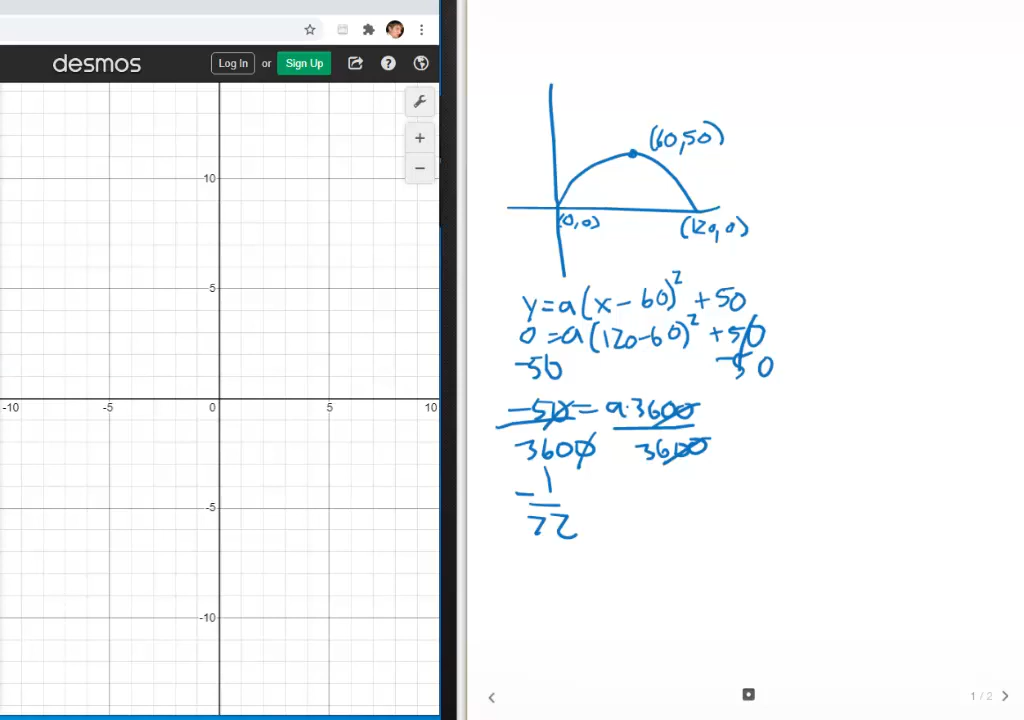 desmos Log In or Sign Up
10
5
-10 -5 0 5 10
-5
-10
(60,50)
(0,0)
(120,0)
y=a(x-60)² +50
0=a(120-60)² +50
-50 -50
-50=a·3600
3600 3600
-1
72
1 / 2